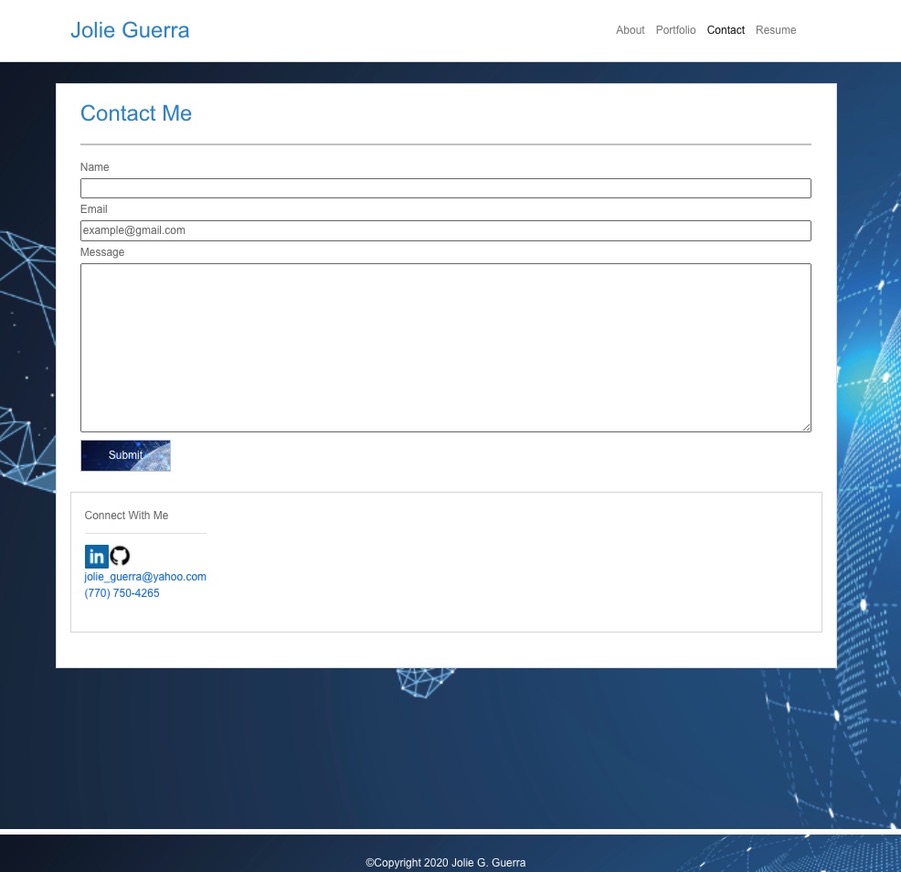 Jolie Guerra
About Portfolio Contact Resume
Contact Me
Name
Email
example@gmail.com
Message
Submit
Connect With Me
in
jolie_guerra@yahoo.com
(770) 750-4265
©Copyright 2020 Jolie G. Guerra